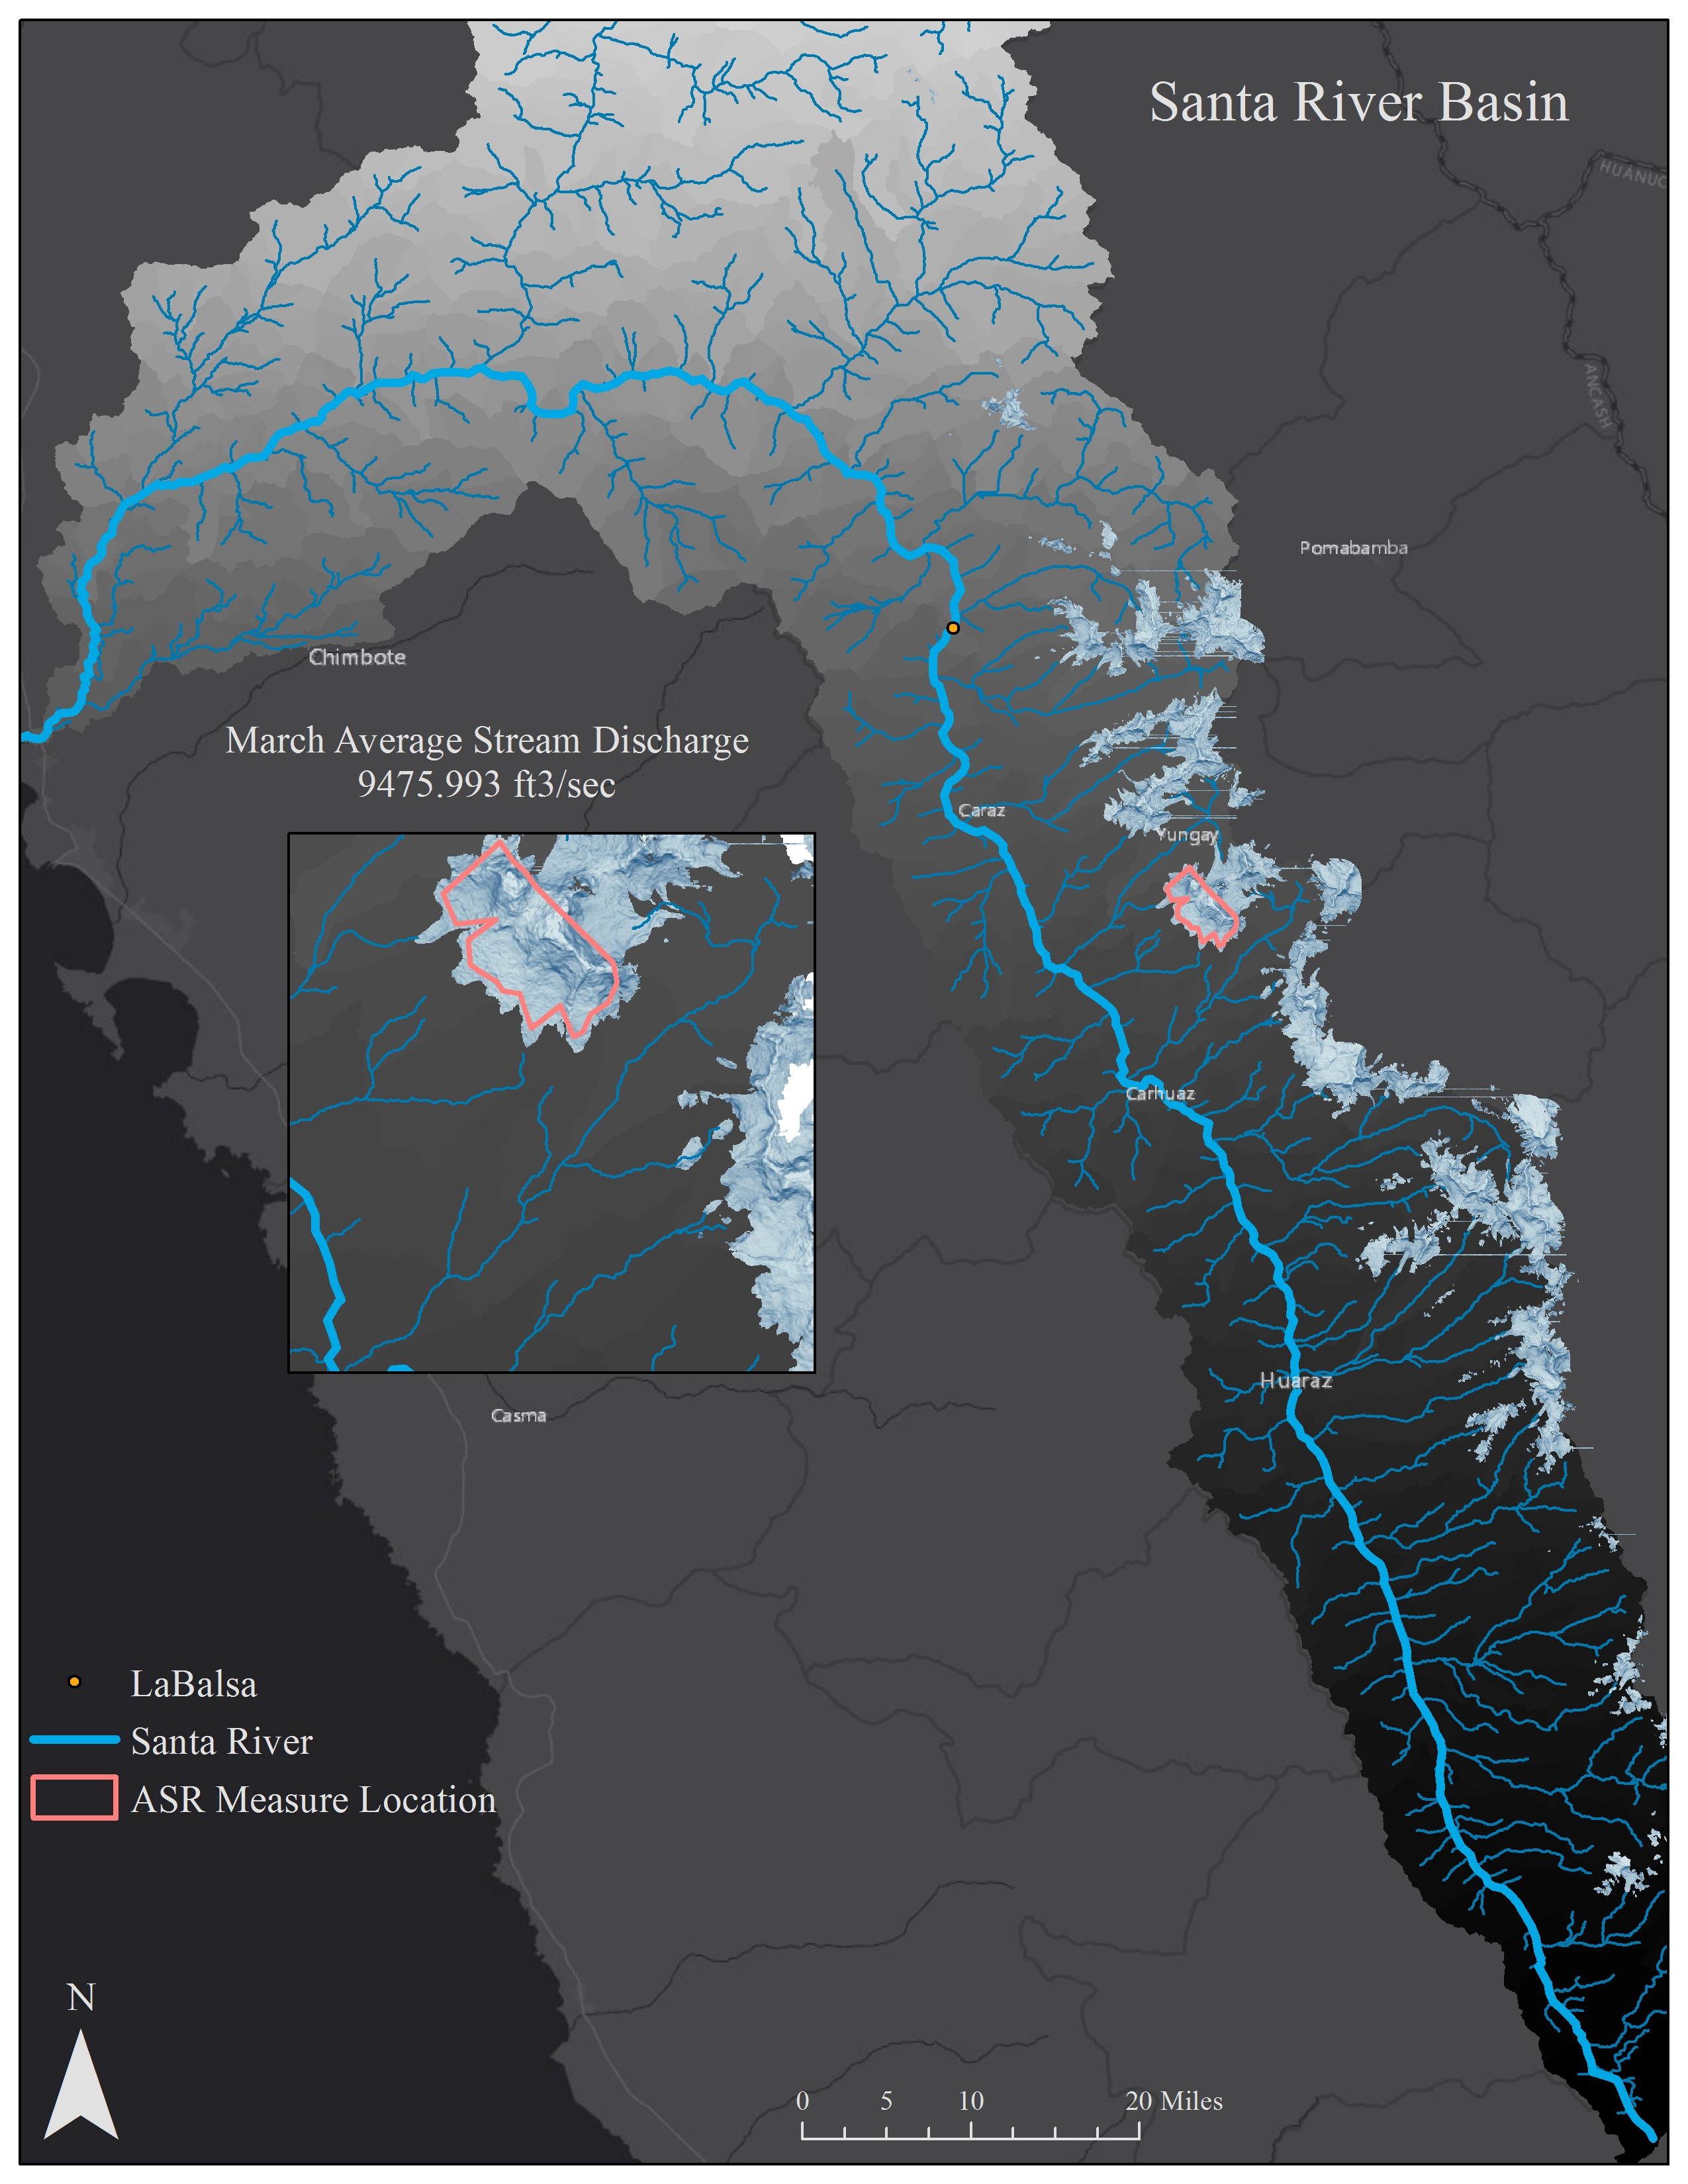 Santa River Basin
HUANUC
ANCASH
Pomabamba
Chimbote
March Average Stream Discharge
9475.993 ft3/sec
Caraz
Yungay
Carhuaz
Huaraz
Casma
LaBalsa
Santa River
ASR Measure Location
N
0 5 10 20 Miles